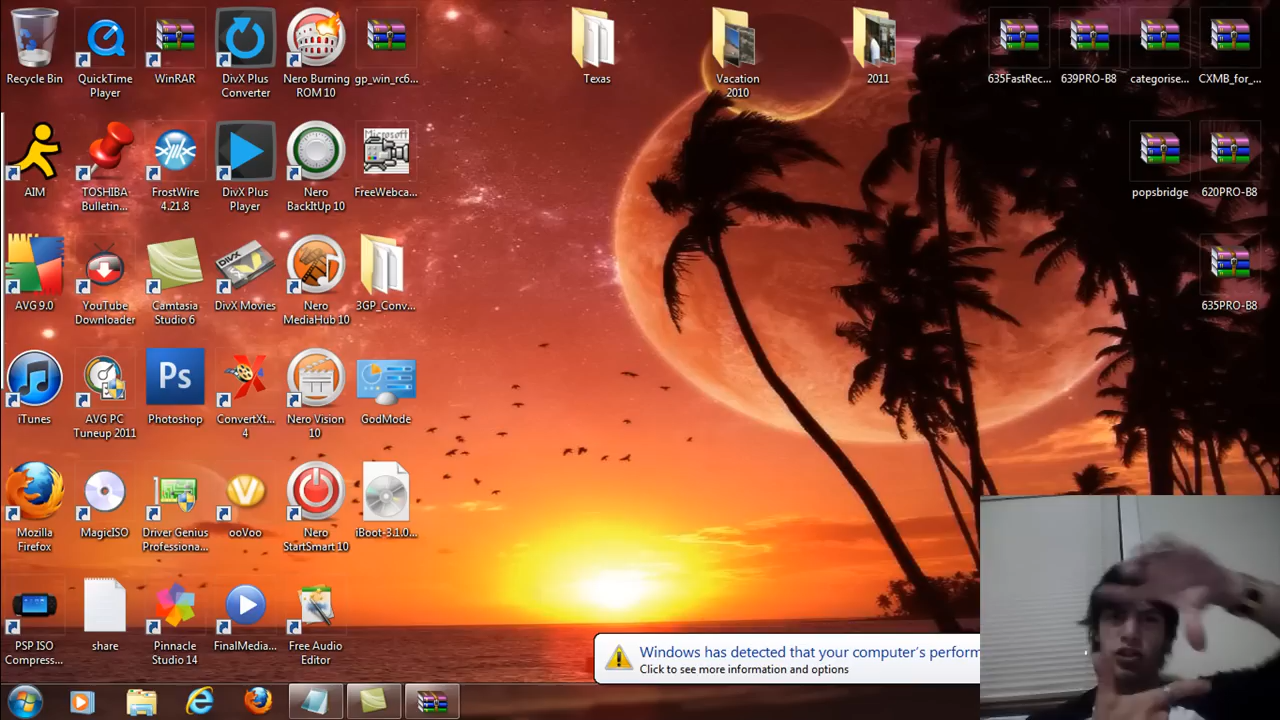 Recycle Bin
QuickTime
Player
WinRAR
DivX Plus
Converter
Nero Burning
ROM 10
gp_win_rc6...
Texas
Vacation
2010
2011
635FastRec...
639PRO-B8
categorise...
CXMB_for_...
AIM
TOSHIBA
Bulletin...
FrostWire
4.21.8
DivX Plus
Player
Nero
BackItUp 10
Microsoft
FreeWebca...
popsbridge
620PRO-B8
AVG 9.0
YouTube
Downloader
Camtasia
Studio 6
DIVX
DivX Movies
Nero
MediaHub 10
3GP_Conv...
635PRO-B8
iTunes
AVG PC
Tuneup 2011
Ps
Photoshop
ConvertXt...
4
Nero Vision
10
GodMode
Mozilla
Firefox
MagicISO
Driver Genius
Professiona...
ooVoo
Nero
StartSmart 10
iBoot-3.1.0...
PSP ISO
Compress...
share
Pinnacle
Studio 14
FinalMedia...
Free Audio
Editor
Windows has detected that your computer's perform
Click to see more information and options